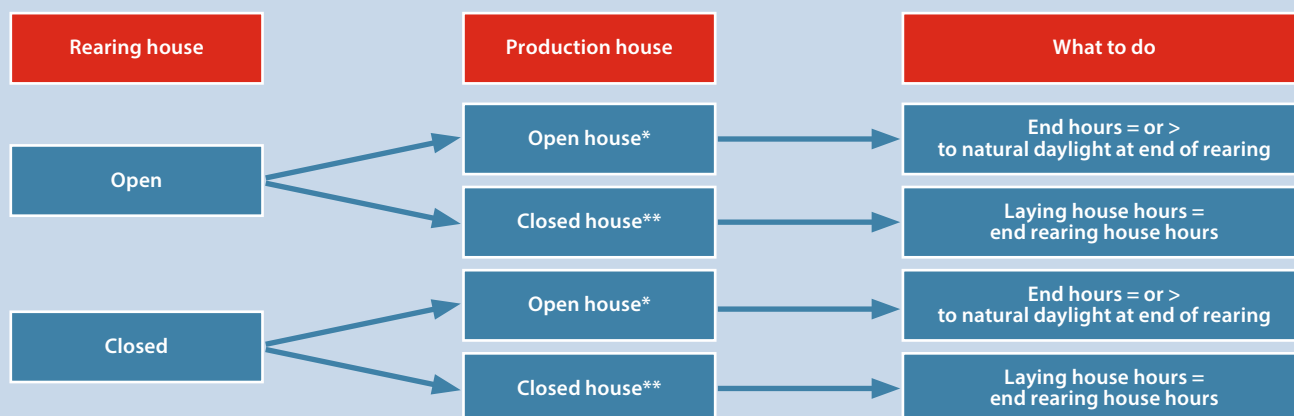 Rearing house
Production house
What to do
Open
Open house*
End hours = or >
to natural daylight at end of rearing
Closed house**
Laying house hours =
end rearing house hours
Closed
Open house*
End hours = or >
to natural daylight at end of rearing
Closed house**
Laying house hours =
end rearing house hours